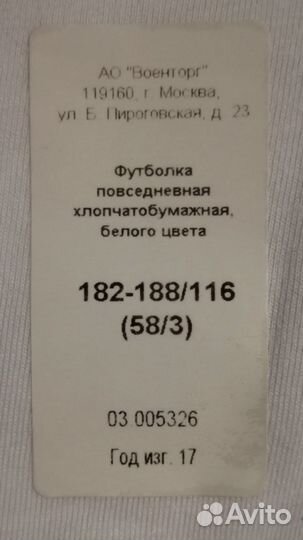 АО "Военторг"
119160, г. Москва,
ул. Б. Пироговская, д. 23
Футболка
повседневная
хлопчатобумажная,
белого цвета
182-188/116
(58/3)
03 005326
Год изг. 17
Avito